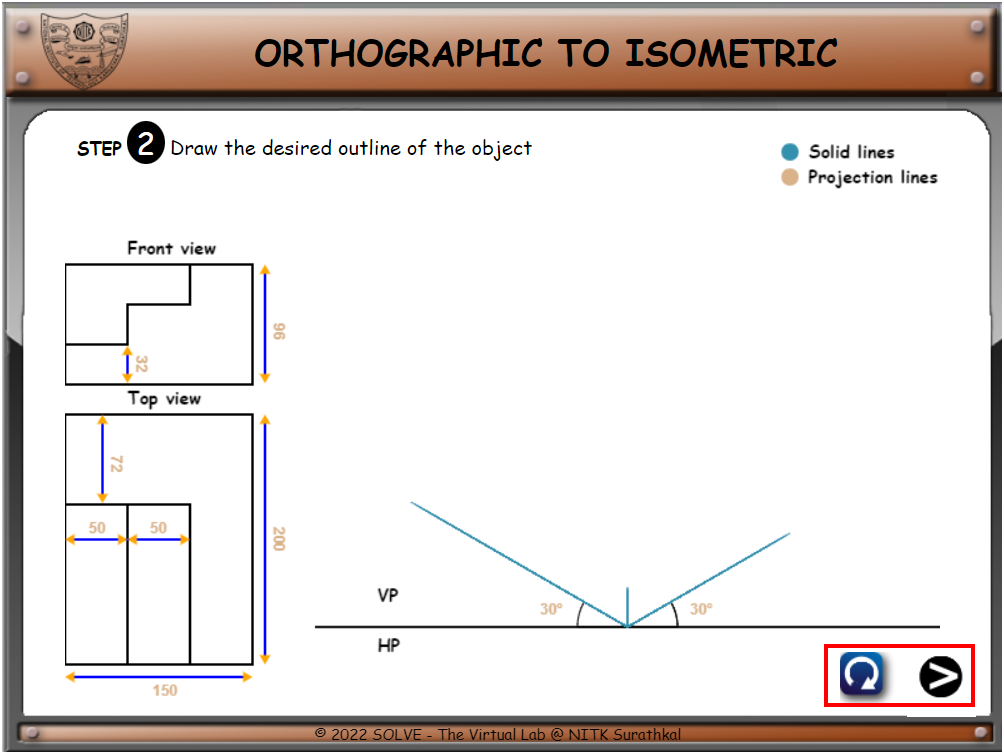 ORTHOGRAPHIC TO ISOMETRIC
STEP 2 Draw the desired outline of the object
Solid lines
Projection lines
Front view
96
32
Top view
72
50 50
200
150
VP
30° 30°
HP
© 2022 SOLVE - The Virtual Lab @ NITK Surathkal